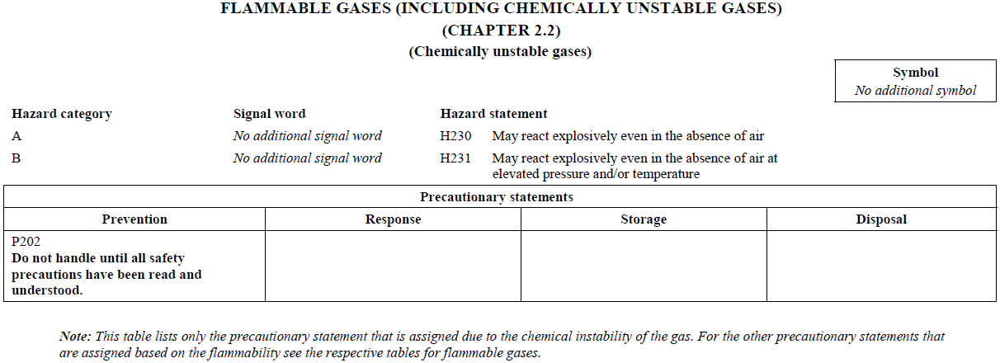 FLAMMABLE GASES (INCLUDING CHEMICALLY UNSTABLE GASES)
(CHAPTER 2.2)
(Chemically unstable gases)
Symbol
No additional symbol
Hazard category Signal word Hazard statement
A No additional signal word H230 May react explosively even in the absence of air
B No additional signal word H231 May react explosively even in the absence of air at
elevated pressure and/or temperature
Precautionary statements
Prevention Response Storage Disposal
P202
Do not handle until all safety
precautions have been read and
understood.
Note: This table lists only the precautionary statement that is assigned due to the chemical instability of the gas. For the other precautionary statements that
are assigned based on the flammability see the respective tables for flammable gases.